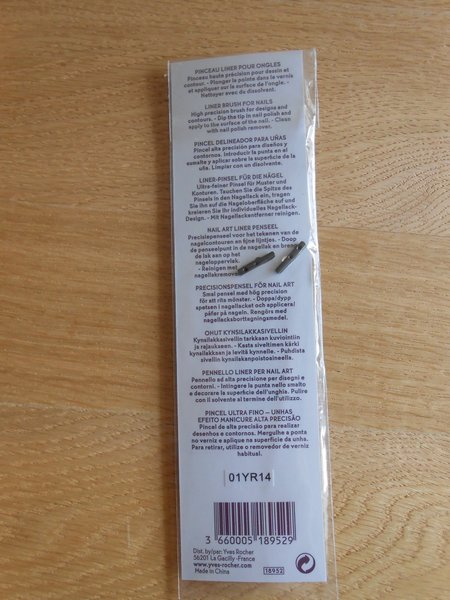 PINCEAU LINER POUR ONGLES
Pinceau haute précision pour dessin et
contour. - Plonger la pointe dans le vernis
et appliquer sur la surface de l'ongle. -
Nettoyer avec du dissolvant.
LINER BRUSH FOR NAILS
High precision brush for designs and
contours. - Dip the tip in nail polish and
apply to the surface of the nail. - Clean
with nail polish remover.
PINCEL DELINEADOR PARA UÑAS
Pincel alta precisión para diseños y
contornos. Introducir la punta en el
esmalte y aplicar sobre la superficie de la
uña. Limpiar con un disolvente.
LINER-PINSEL FÜR DIE NÄGEL
Ultra-feiner Pinsel für Muster und
Konturen. Tauchen Sie die Spitze des
Pinsels in den Nagellack ein, tragen
Sie ihn auf die Nageloberfläche auf und
kreieren Sie Ihr individuelles Nagellack-
Design. - Mit Nagellackentferner reinigen.
NAIL ART LINER PENSEEL
Precisiepenseel voor het tekenen van de
nagelcontouren en fijne lijntjes. - Doop
de penseelpunt in de nagellak en breng
de lak aan op het
nageloppervlak.
- Reinigen met
nagellakremover
PRECISIONSPENSEL FÖR NAIL ART
Smal pensel med hög precision
för att rita mönster. - Doppa/dypp
spetsen i nagellacket och applicera/
påfør på nageln. Rengörs med
nagellacksborttagningsmedel.
OHUT KYNSILAKKASIVELLIN
Kynsilakkasivellin tarkkaan kuviointiin
ja rajaukseen. - Kasta siveltimen kärki
kynsilakkaan ja levitä kynnelle. - Puhdista
sivellin kynsilakanpoistoaineella.
PENNELLO LINER PER NAIL ART
Pennello ad alta precisione per disegni e
contorni. - Intingere la punta nello smalto
e decorare la superficie dell'unghia. Pulire
con il solvente al termine dell'utilizzo.
PINCEL ULTRA FINO – UNHAS
EFEITO MANICURE ALTA PRECISÃO
Pincel de alta precisão para realizar
desenhos e contornos. Mergulhe a ponta
no verniz e aplique na superfície da unha.
Para retirar, utilize o removedor de verniz
habitual.
01YR14
3 660005 189529
Dist. by/par: Yves Rocher
56201 La Gacilly -France
www.yves-rocher.com
Made in China
18952